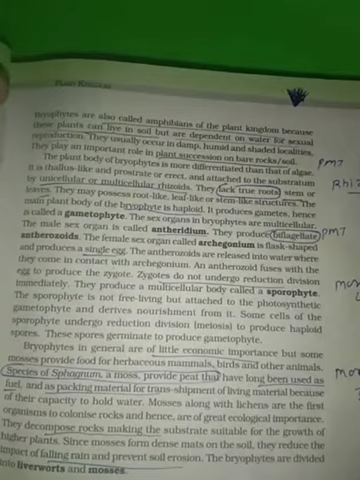 PLANT KINGDOM
Bryophytes are also called amphibians of the plant kingdom because
these plants can live in soil but are dependent on water for sexual
reproduction. They usually occur in damp, humid and shaded localities.
They play an important role in plant succession on bare rocks/soil.
The plant body of bryophytes is more differentiated than that of algae.
It is thallus-like and prostrate or erect, and attached to the substratum
by unicellular or multicellular rhizoids. They lack true roots, stem or
leaves. They may possess root-like, leaf-like or stem-like structures. The
main plant body of the bryophyte is haploid. It produces gametes, hence
is called a gametophyte. The sex organs in bryophytes are multicellular.
The male sex organ is called antheridium. They produce biflagellate
antherozoids. The female sex organ called archegonium is flask-shaped
and produces a single egg. The antherozoids are released into water where
they come in contact with archegonium. An antherozoid fuses with the
egg to produce the zygote. Zygotes do not undergo reduction division
immediately. They produce a multicellular body called a sporophyte.
The sporophyte is not free-living but attached to the photosynthetic
gametophyte and derives nourishment from it. Some cells of the
sporophyte undergo reduction division (meiosis) to produce haploid
spores. These spores germinate to produce gametophyte.
Bryophytes in general are of little economic importance but some
mosses provide food for herbaceous mammals, birds and other animals.
Species of Sphagnum, a moss, provide peat that have long been used as
fuel, and as packing material for trans-shipment of living material because
of their capacity to hold water. Mosses along with lichens are the first
organisms to colonise rocks and hence, are of great ecological importance.
They decompose rocks making the substrate suitable for the growth of
higher plants. Since mosses form dense mats on the soil, they reduce the
impact of falling rain and prevent soil erosion. The bryophytes are divided
into liverworts and mosses.